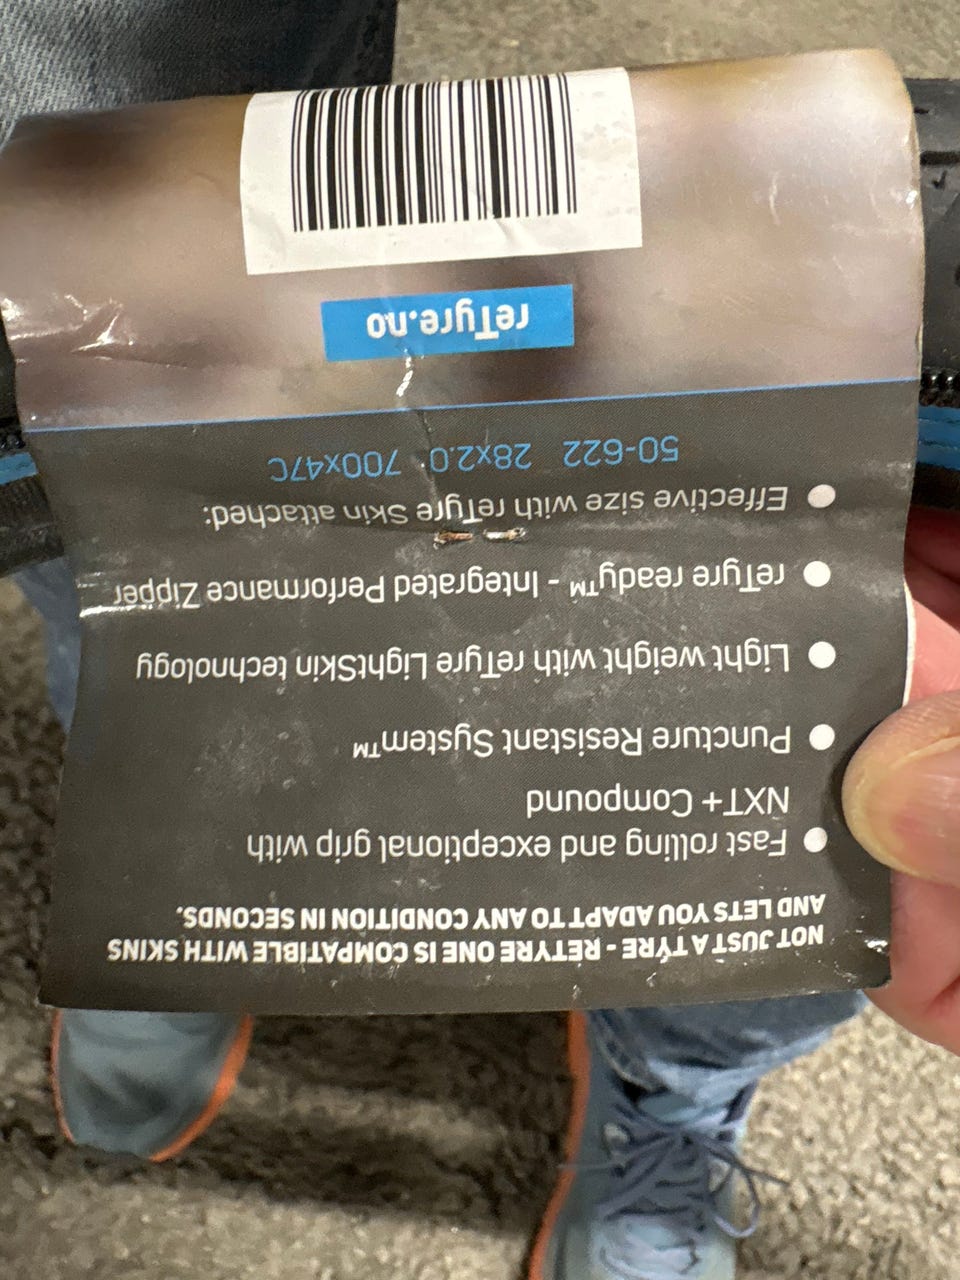 NOT JUST A TYRE - RETYRE ONE IS COMPATIBLE WITH SKINS
AND LETS YOU ADAPT TO ANY CONDITION IN SECONDS.
● Fast rolling and exceptional grip with
NXT+ Compound
● Puncture Resistant System™
● Light weight with reTyre LightSkin technology
● reTyre ready™ - Integrated Performance Zipper
● Effective size with reTyre Skin attached:
50-622 28x2.0 700x47C
reTyre.no